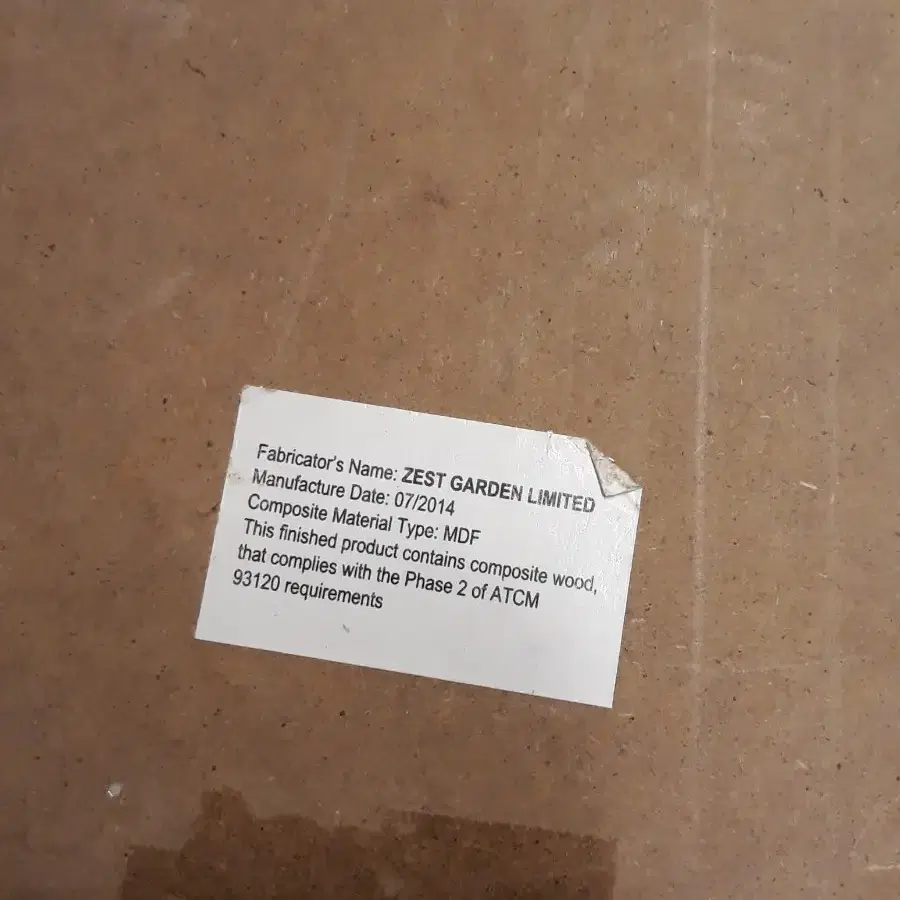 Fabricator's Name: ZEST GARDEN LIMITED
Manufacture Date: 07/2014
Composite Material Type: MDF
This finished product contains composite wood,
that complies with the Phase 2 of ATCM
93120 requirements